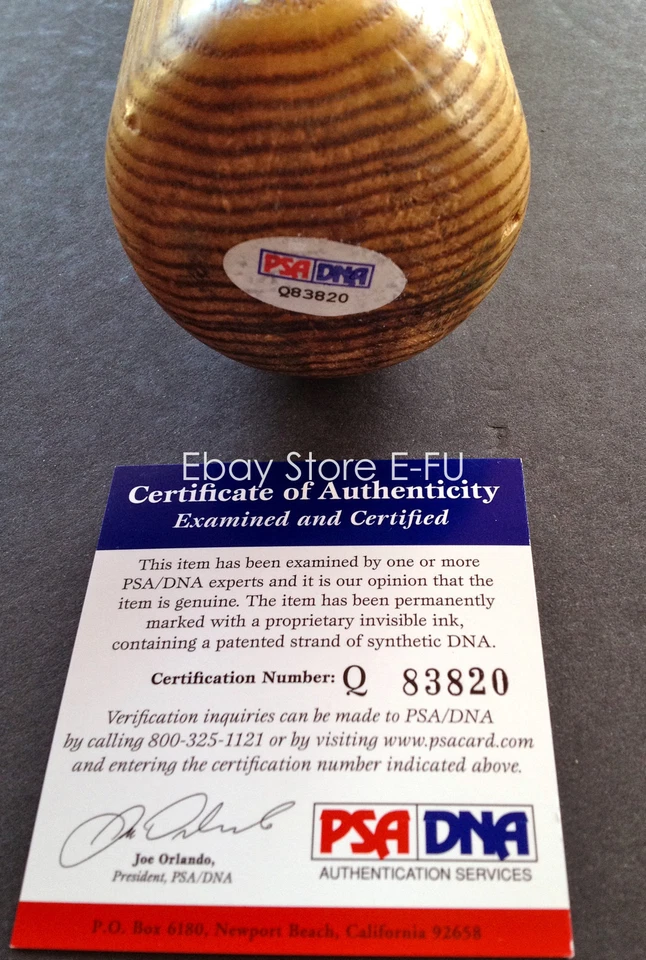 PSA DNA
Q83820
Ebay Store E-FU
Certificate of Authenticity
Examined and Certified
This item has been examined by one or more
PSA/DNA experts and it is our opinion that the
item is genuine. The item has been permanently
marked with a proprietary invisible ink,
containing a patented strand of synthetic DNA.
Certification Number: Q 83820
Verification inquiries can be made to PSA/DNA
by calling 800-325-1121 or by visiting www.psacard.com
and entering the certification number indicated above.
Joe Orlando,
President, PSA/DNA
PSA DNA
AUTHENTICATION SERVICES
P.O. Box 6180, Newport Beach, California 92658